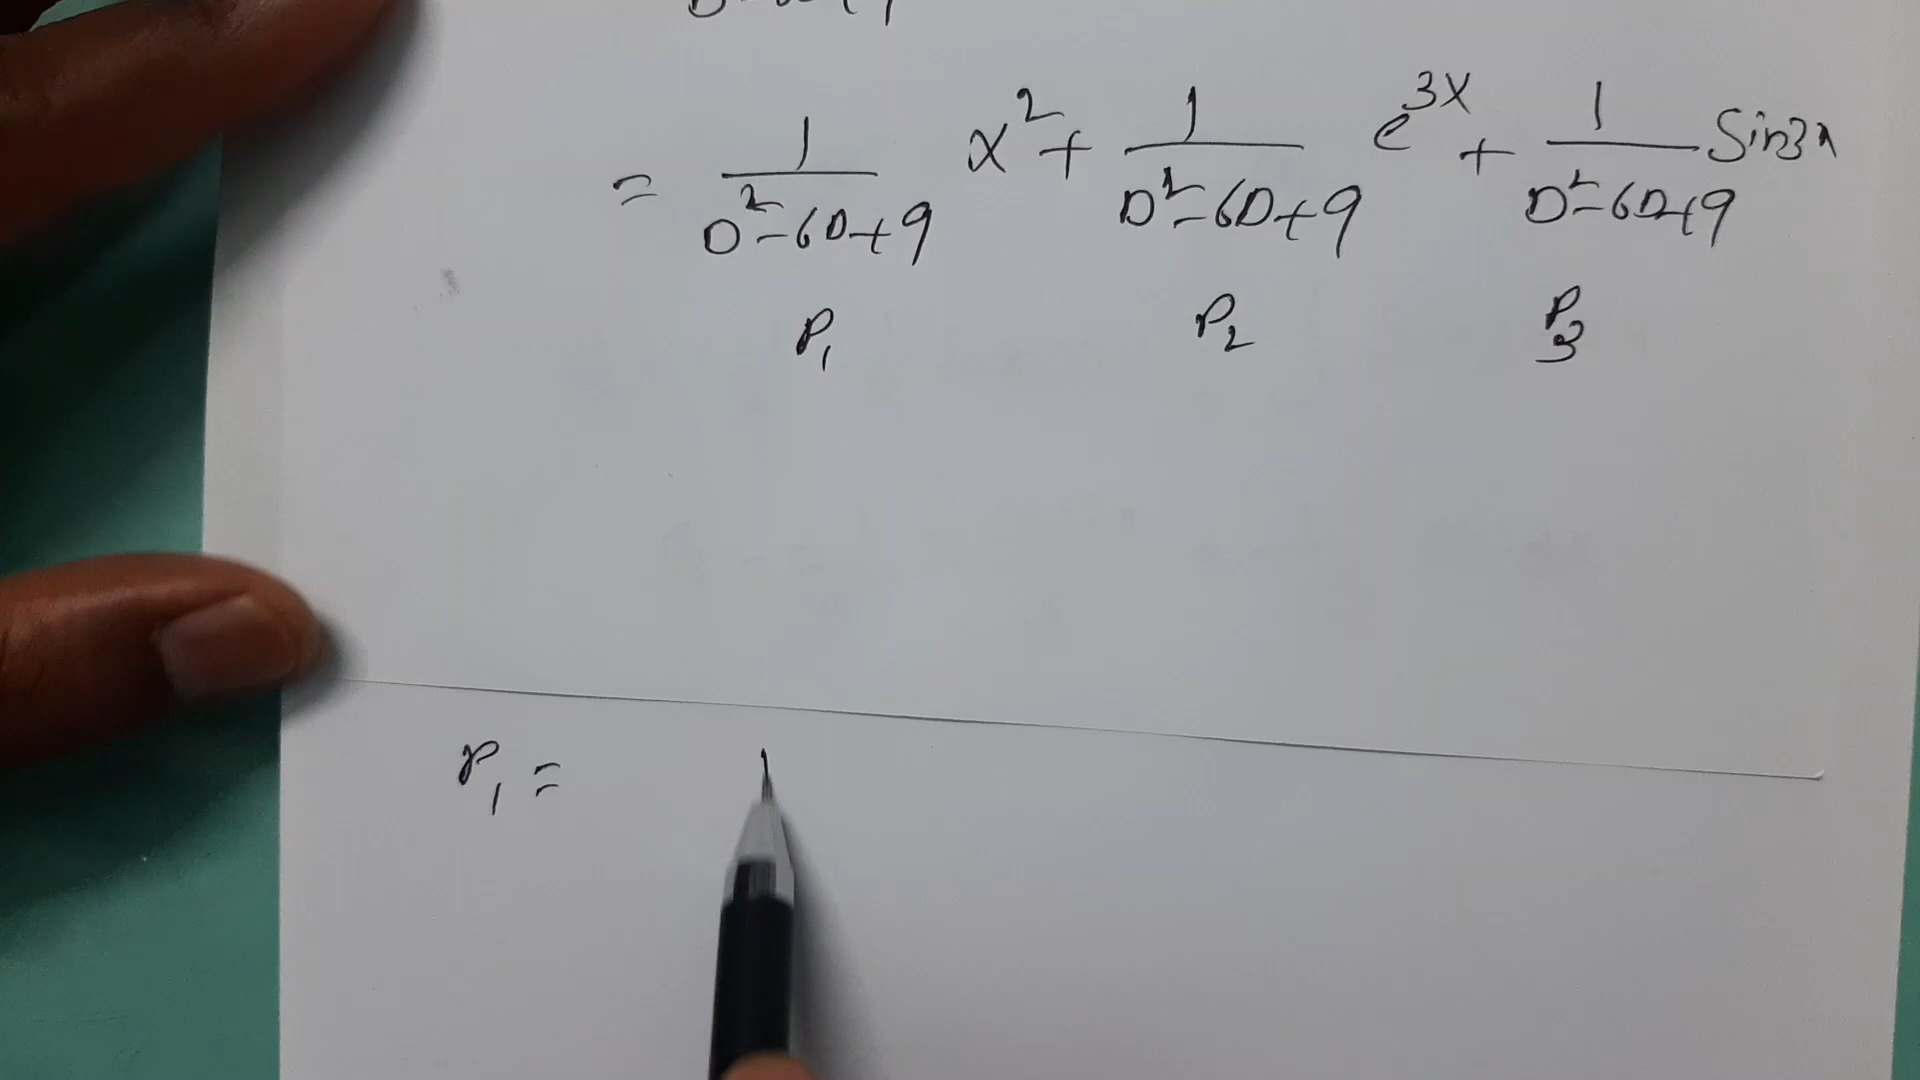 = 1/(D²-6D+9) x² + 1/(D²-6D+9) e^3x + 1/(D²-6D+9) Sin3x
P₁ P₂ P₃
P₁ = 1